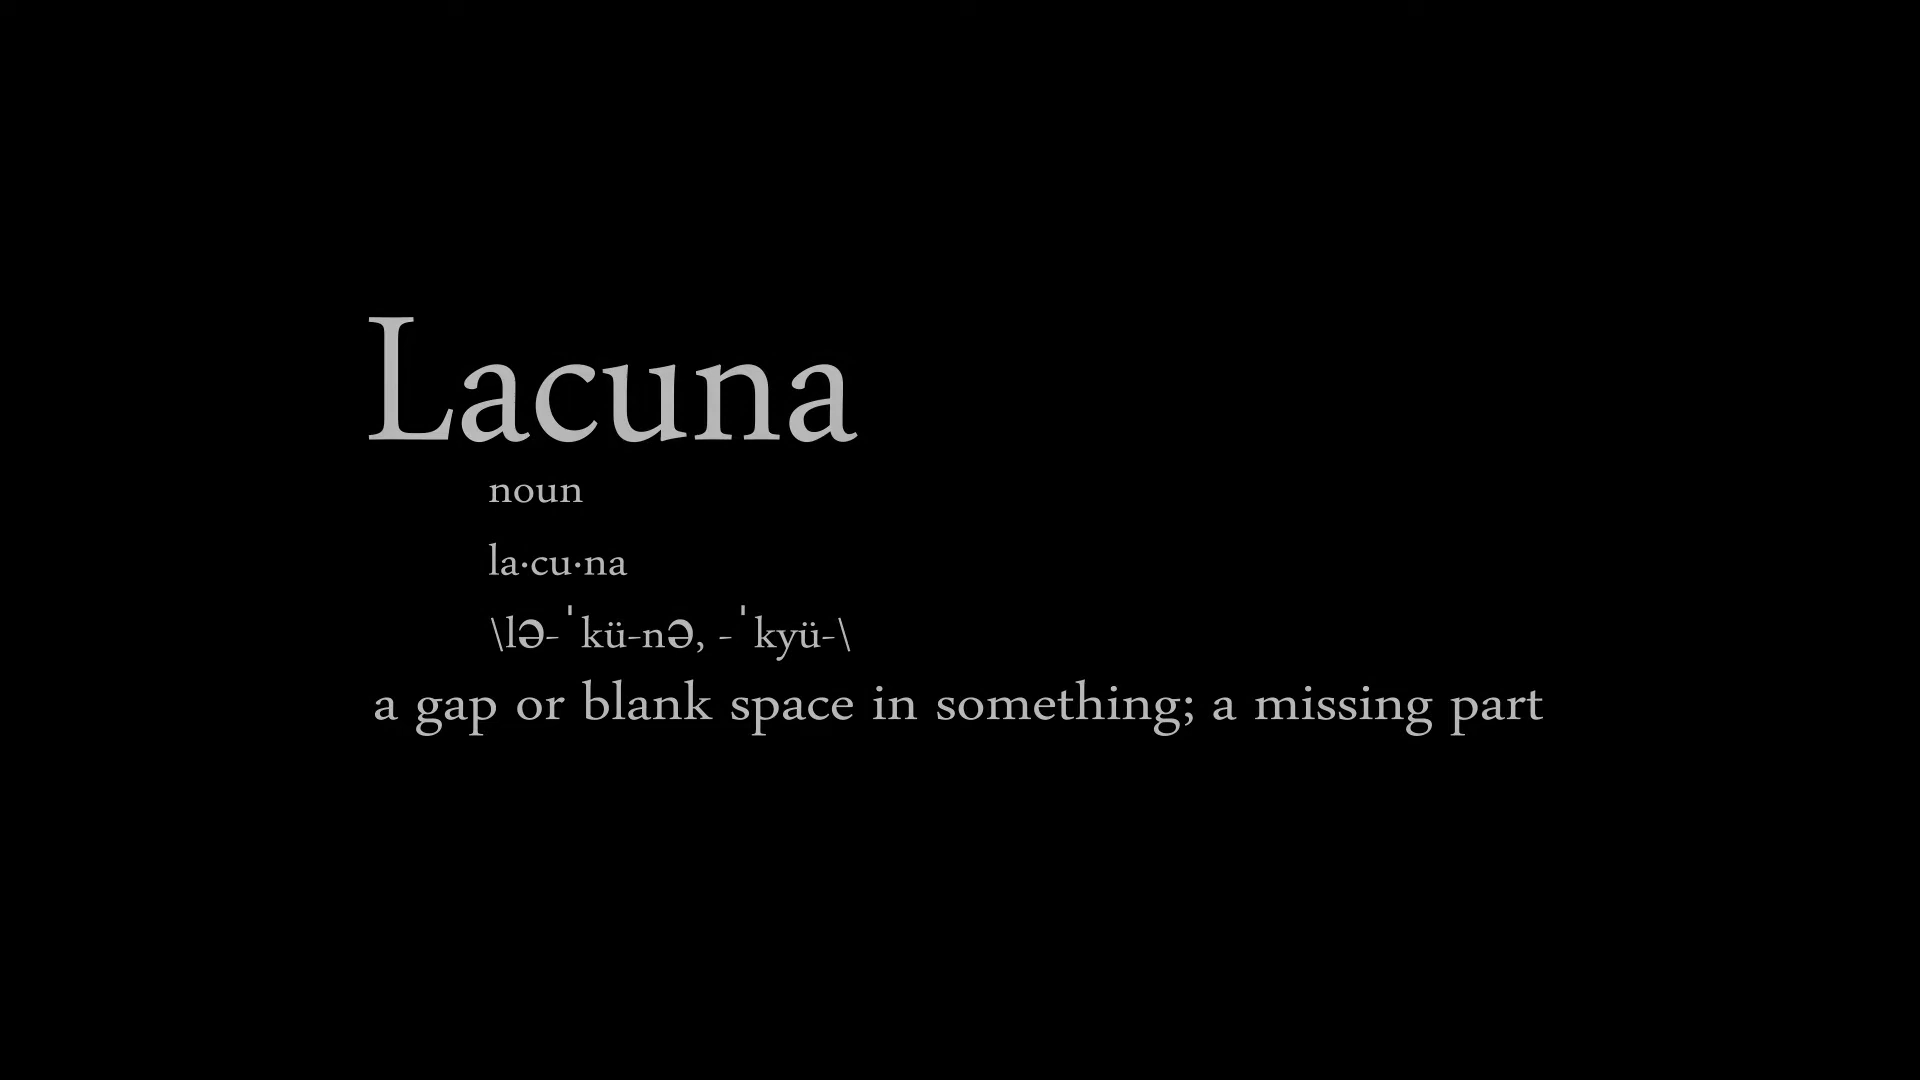 Lacuna
noun
la·cu·na
\lə-ˈkü-nə, -ˈkyü-\
a gap or blank space in something; a missing part